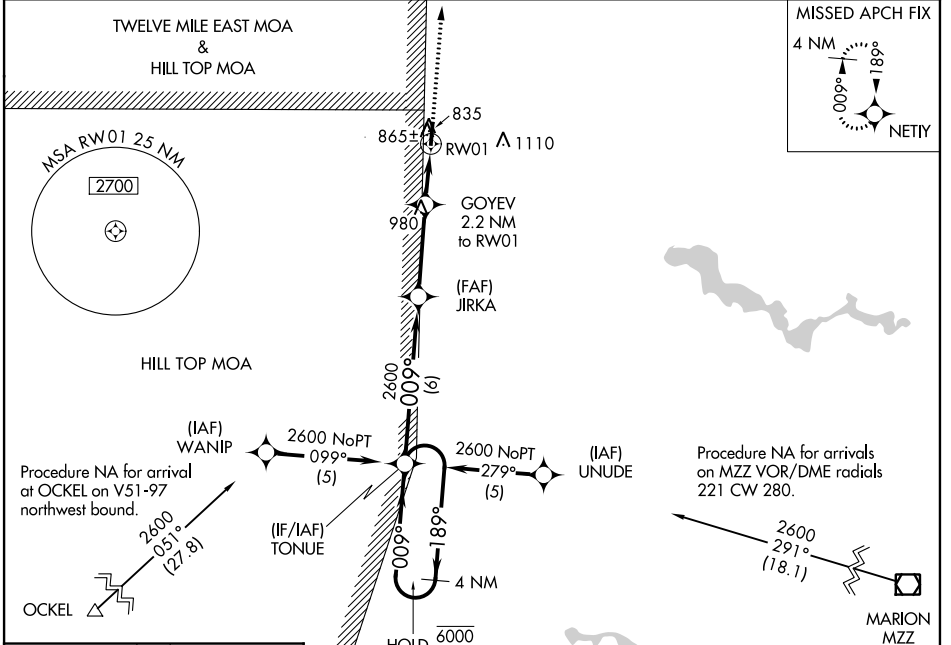 TWELVE MILE EAST MOA
&
HILL TOP MOA
MISSED APCH FIX
4 NM
189°
009°
NETIY
MSA RW01 25 NM
2700
835
865±
RW01
1110
980
GOYEV
2.2 NM
to RW01
(FAF)
JIRKA
HILL TOP MOA
2600
009°
(6)
(IAF)
WANIP
2600 NoPT
099°
(5)
2600 NoPT
279°
(5)
(IAF)
UNUDE
Procedure NA for arrival
at OCKEL on V51-97
northwest bound.
Procedure NA for arrivals
on MZZ VOR/DME radials
221 CW 280.
(IF/IAF)
TONUE
009°
189°
4 NM
2600
051°
(27.8)
OCKEL
2600
291°
(18.1)
MARION
MZZ
HOLD
6000